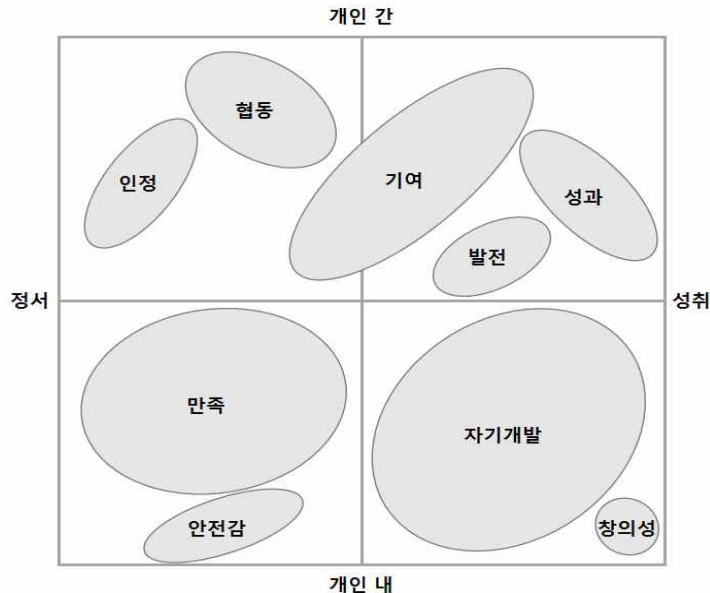 개인 간
협동
인정
기여
성과
발전
정서
성취
만족
자기개발
안전감
창의성
개인 내